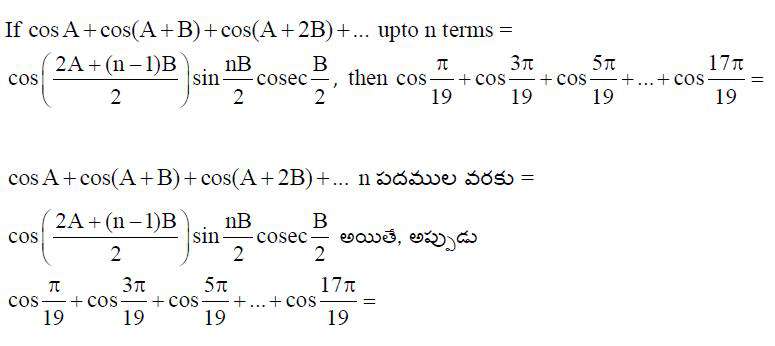 If cos A + cos(A + B) + cos(A + 2B) + ... upto n terms =
cos((2A + (n − 1)B)/2) sin nB/2 cosec B/2, then cos π/19 + cos 3π/19 + cos 5π/19 + ... + cos 17π/19 =
cos A + cos(A + B) + cos(A + 2B) + ... n పదముల వరకు =
cos((2A + (n − 1)B)/2) sin nB/2 cosec B/2 అయితే, అప్పుడు
cos π/19 + cos 3π/19 + cos 5π/19 + ... + cos 17π/19 =